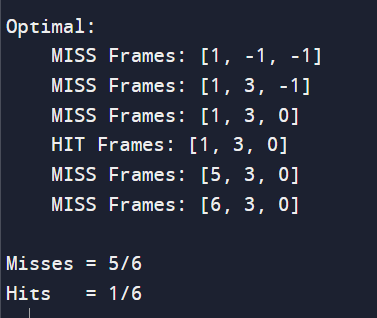 Optimal:
MISS Frames: [1, -1, -1]
MISS Frames: [1, 3, -1]
MISS Frames: [1, 3, 0]
HIT Frames: [1, 3, 0]
MISS Frames: [5, 3, 0]
MISS Frames: [6, 3, 0]
Misses = 5/6
Hits   = 1/6